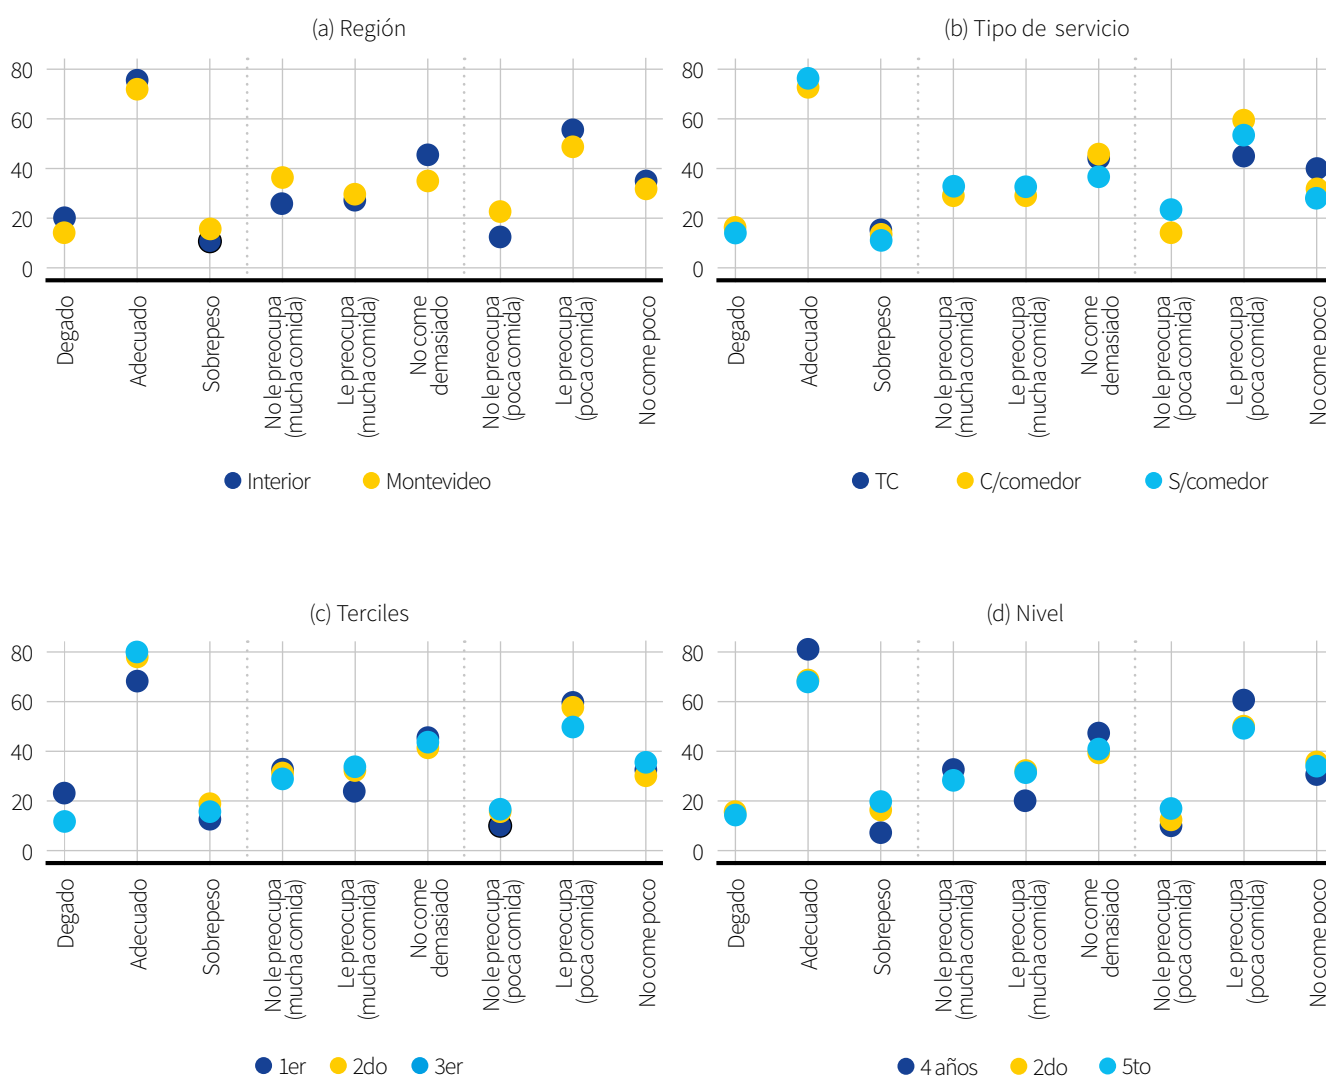 (a) Región
80
60
40
20
0
Degado
Adecuado
Sobrepeso
No le preocupa
(mucha comida)
Le preocupa
(mucha comida)
No come
demasiado
No le preocupa
(poca comida)
Le preocupa
(poca comida)
No come poco
Interior
Montevideo
(b) Tipo de servicio
80
60
40
20
0
Degado
Adecuado
Sobrepeso
No le preocupa
(mucha comida)
Le preocupa
(mucha comida)
No come
demasiado
No le preocupa
(poca comida)
Le preocupa
(poca comida)
No come poco
TC
C/comedor
S/comedor
(c) Terciles
80
60
40
20
0
Degado
Adecuado
Sobrepeso
No le preocupa
(mucha comida)
Le preocupa
(mucha comida)
No come
demasiado
No le preocupa
(poca comida)
Le preocupa
(poca comida)
No come poco
1er
2do
3er
(d) Nivel
80
60
40
20
0
Degado
Adecuado
Sobrepeso
No le preocupa
(mucha comida)
Le preocupa
(mucha comida)
No come
demasiado
No le preocupa
(poca comida)
Le preocupa
(poca comida)
No come poco
4 años
2do
5to